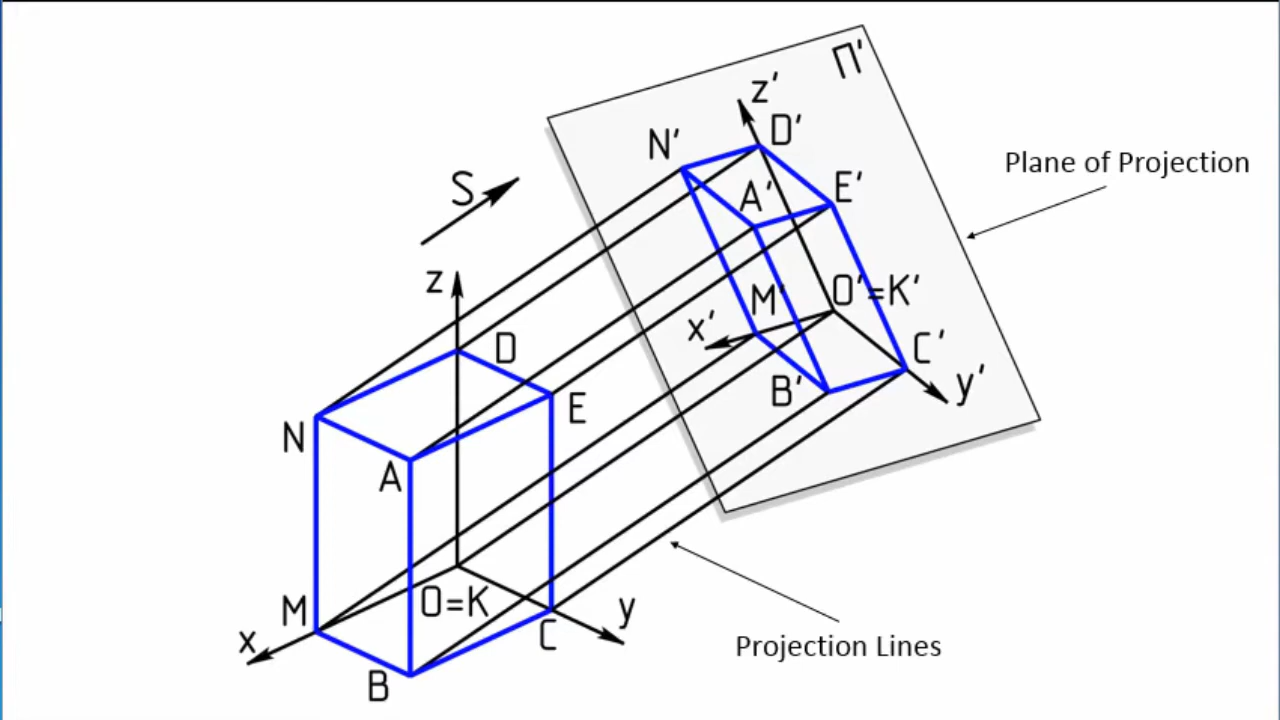 П'
z'
D'
N'
Plane of Projection
E'
A'
S
z
O'=K'
M'
x'
D
C'
y'
B'
E
N
A
O=K
M
y
C
x
Projection Lines
B